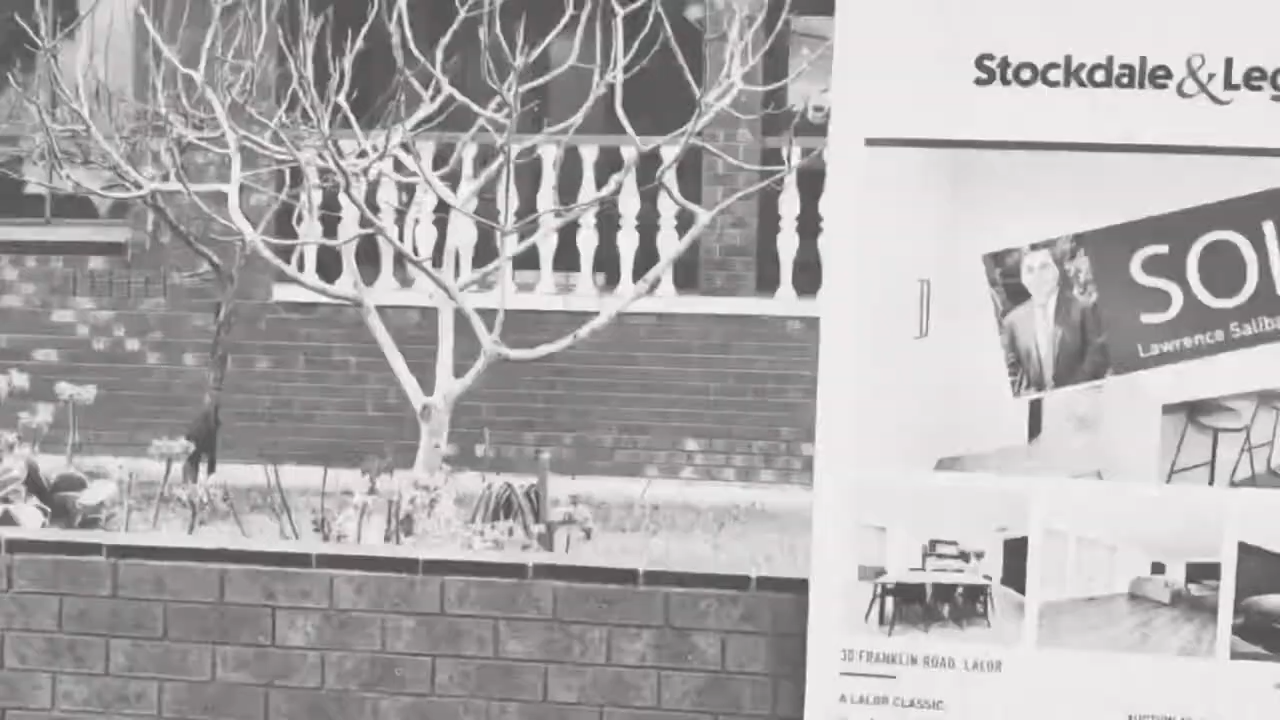 Stockdale & Leg
SOL
Lawrence Saliba
30 FRANKLIN ROAD, LALOR
A LALOR CLASSIC